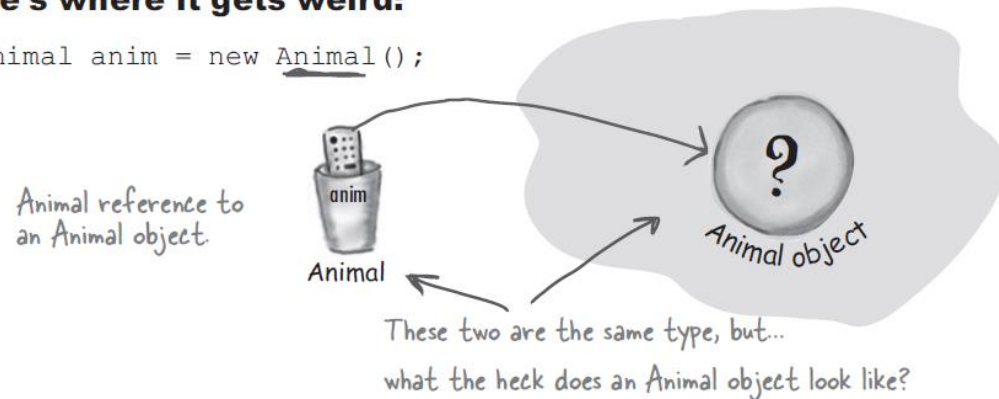 where it gets weird:
anim = new Animal();
anim
Animal reference to
an Animal object.
Animal
?
Animal object
These two are the same type, but...
what the heck does an Animal object look like?